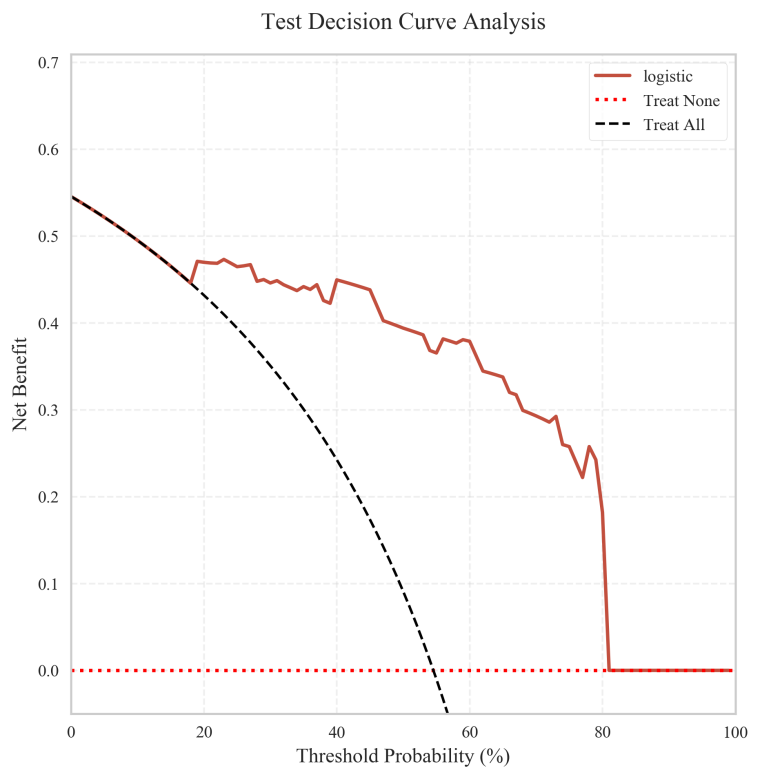 Test Decision Curve Analysis
logistic
Treat None
Treat All
Net Benefit
0.7
0.6
0.5
0.4
0.3
0.2
0.1
0.0
0 20 40 60 80 100
Threshold Probability (%)